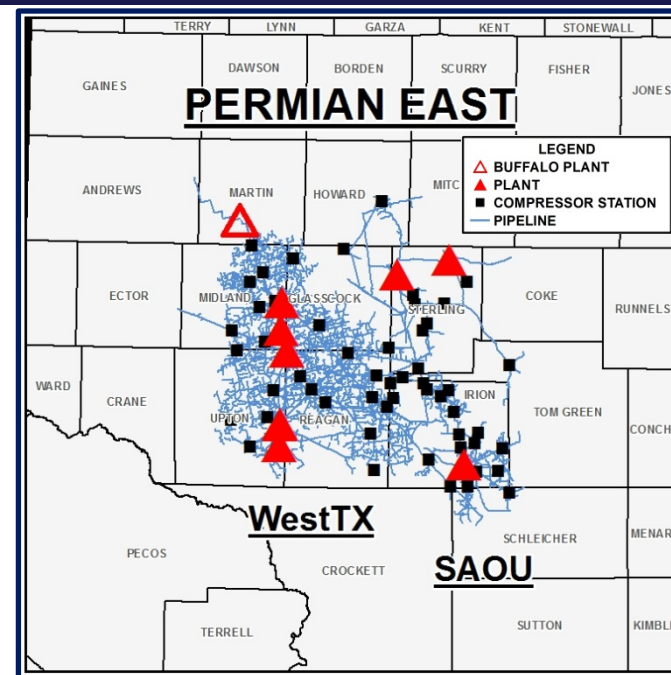 TERRY LYNN GARZA KENT STONEWALL
GAINES DAWSON BORDEN SCURRY FISHER JONES
PERMIAN EAST
LEGEND
BUFFALO PLANT
PLANT
COMPRESSOR STATION
PIPELINE
ANDREWS MARTIN HOWARD MITC
ECTOR MIDLAND GLASSCOCK STERLING COKE RUNNELS
WARD CRANE UPTON REAGAN IRION TOM GREEN CONCH
WestTX
SAOU
PECOS CROCKETT SCHLEICHER MENAR
TERRELL SUTTON KIMBL